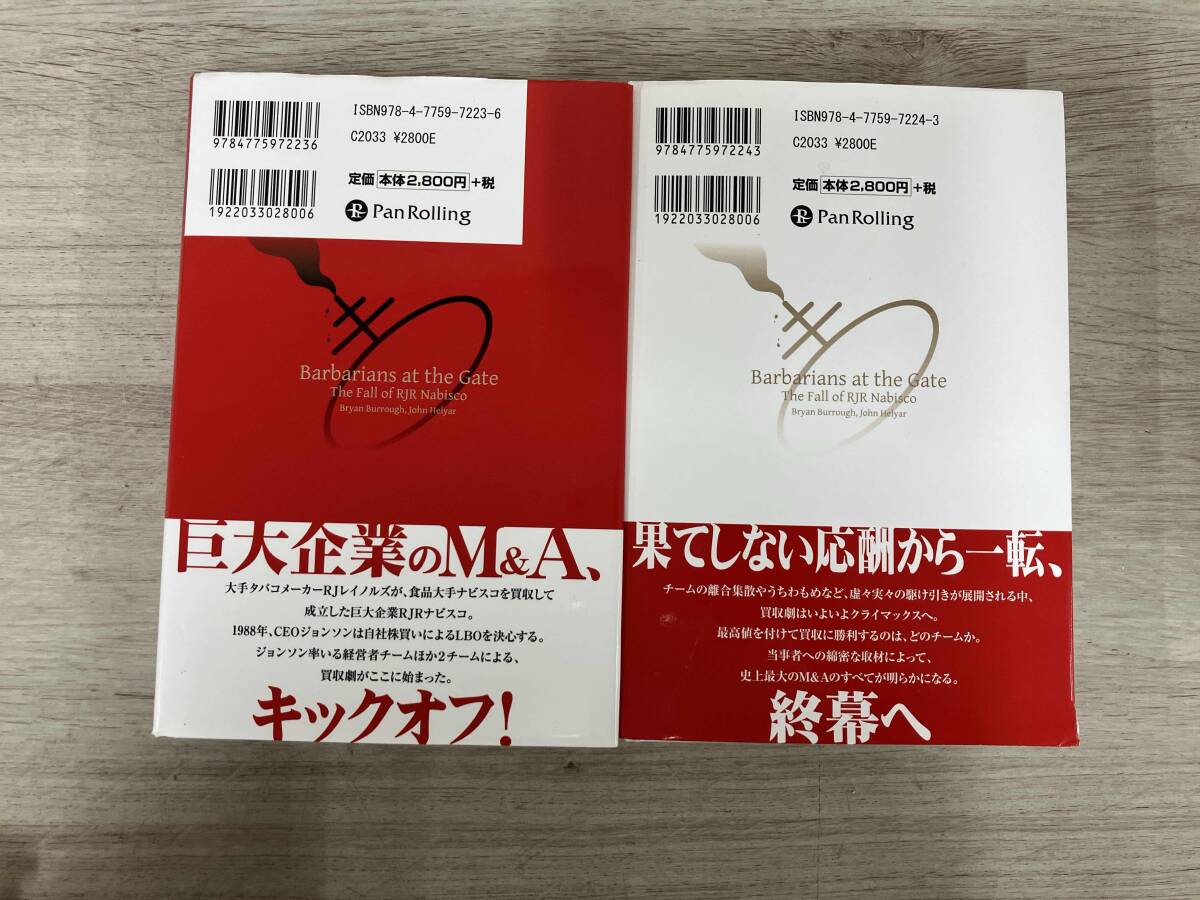 ISBN978-4-7759-7223-6
C2033 ¥2800E
9784775972236
定価 本体2,800円 +税
1922033028006
PanRolling
Barbarians at the Gate
The Fall of RJR Nabisco
Bryan Burrough, John Helyar
巨大企業のM&A、
大手タバコメーカーRJレイノルズが、食品大手ナビスコを買収して
成立した巨大企業RJRナビスコ。
1988年、CEOジョンソンは自社株買いによるLBOを決心する。
ジョンソン率いる経営者チームほか2チームによる、
買収劇がここに始まった。
キックオフ!
ISBN978-4-7759-7224-3
C2033 ¥2800E
9784775972243
定価 本体2,800円 +税
1922033028006
PanRolling
Barbarians at the Gate
The Fall of RJR Nabisco
Bryan Burrough, John Helyar
果てしない応酬から一転、
チームの離合集散やうちわもめなど、虚々実々の駆け引きが展開される中、
買収劇はいよいよクライマックスへ。
最高値を付けて買収に勝利するのは、どのチームか。
当事者への綿密な取材によって、
史上最大のM&Aのすべてが明らかになる。
終幕へ